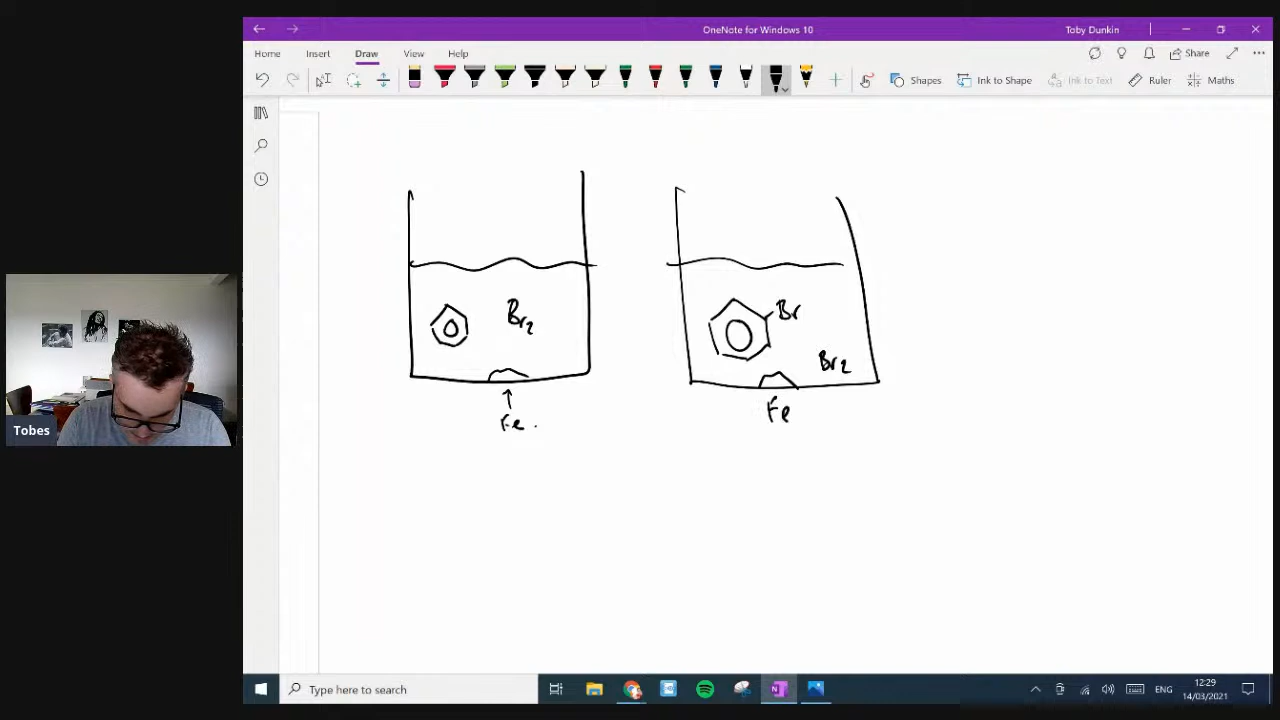 OneNote for Windows 10
Toby Dunkin
Home Insert Draw View Help
Share
Shapes Ink to Shape Ink to Text Ruler Maths
Br2
Fe.
Br
Br2
Fe
Tobes
Type here to search
ENG
12:29
14/03/2021